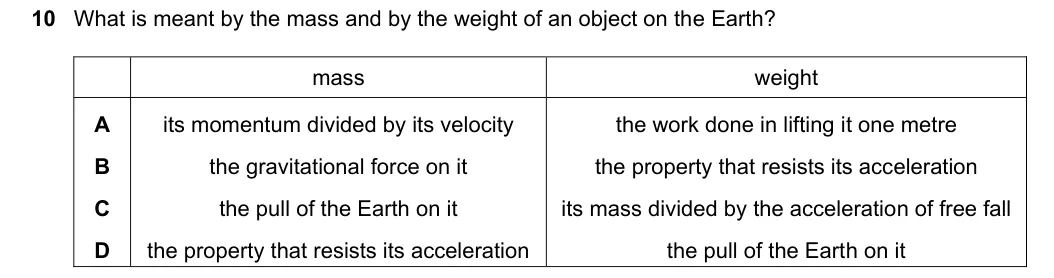 10 What is meant by the mass and by the weight of an object on the Earth?
mass weight
A its momentum divided by its velocity the work done in lifting it one metre
B the gravitational force on it the property that resists its acceleration
C the pull of the Earth on it its mass divided by the acceleration of free fall
D the property that resists its acceleration the pull of the Earth on it